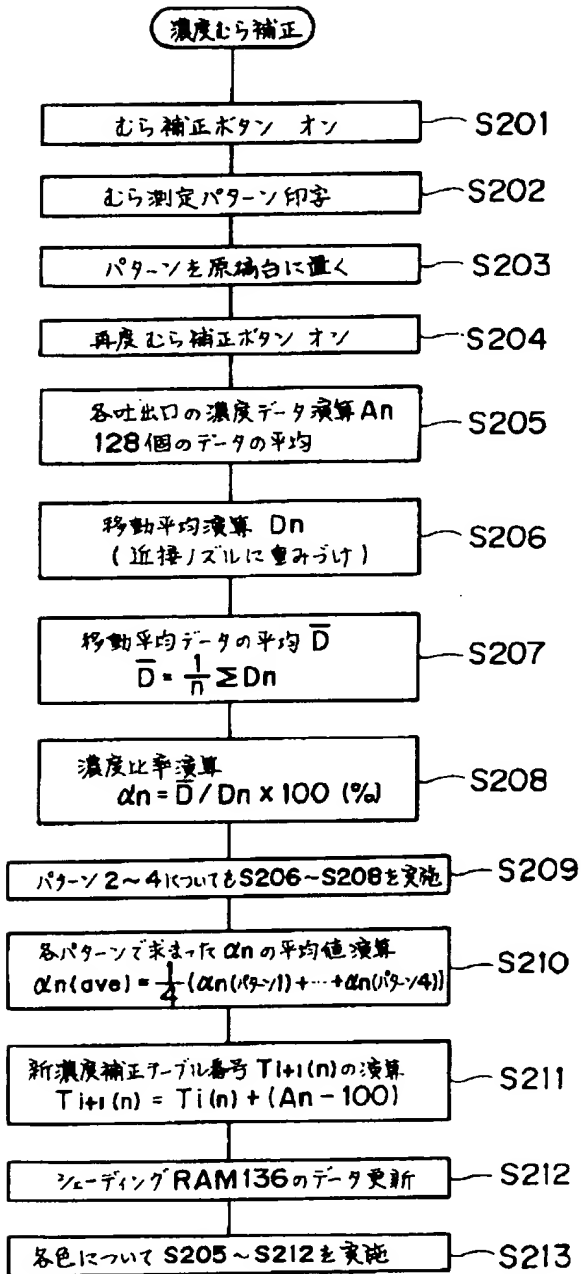 濃度むら補正
むら補正ボタン オン
S201
むら測定パターン印字
S202
パターンを原稿台に置く
S203
再度むら補正ボタン オン
S204
各吐出口の濃度データ演算An
128個のデータの平均
S205
移動平均演算 Dn
(近接ノズルに重みづけ)
S206
移動平均データの平均 D̅
D̅ = 1/n ΣDn
S207
濃度比率演算
αn = D̅ / Dn × 100 (%)
S208
パターン2~4についてもS206~S208を実施
S209
各パターンで求まったαnの平均値演算
αn(ave) = 1/4 (αn(パターン1) + … + αn(パターン4))
S210
新濃度補正テーブル番号 Ti+1(n)の演算
Ti+1(n) = Ti(n) + (An - 100)
S211
シェーディングRAM136のデータ更新
S212
各色について S205~S212を実施
S213